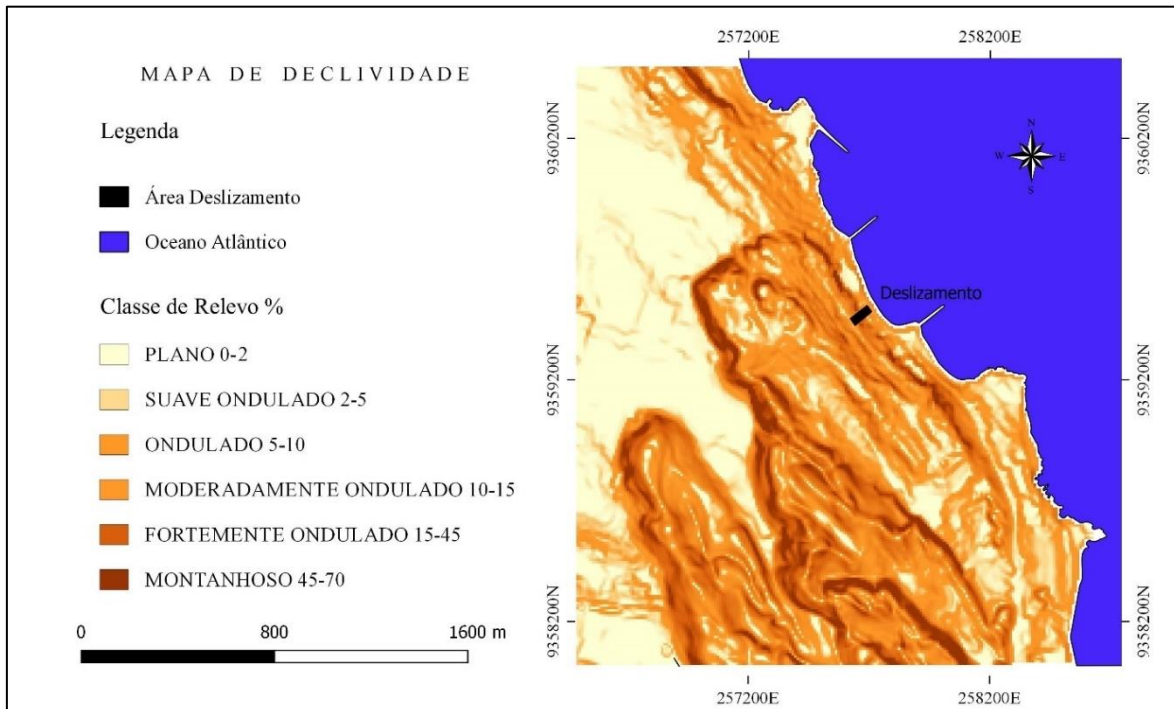 MAPA DE DECLIVIDADE
Legenda
Área Deslizamento
Oceano Atlântico
Classe de Relevo %
PLANO 0-2
SUAVE ONDULADO 2-5
ONDULADO 5-10
MODERADAMENTE ONDULADO 10-15
FORTEMENTE ONDULADO 15-45
MONTANHOSO 45-70
0 800 1600 m
257200E 258200E
9360200N 9360200N
N
W E
S
Deslizamento
9359200N 9359200N
9358200N 9358200N
257200E 258200E